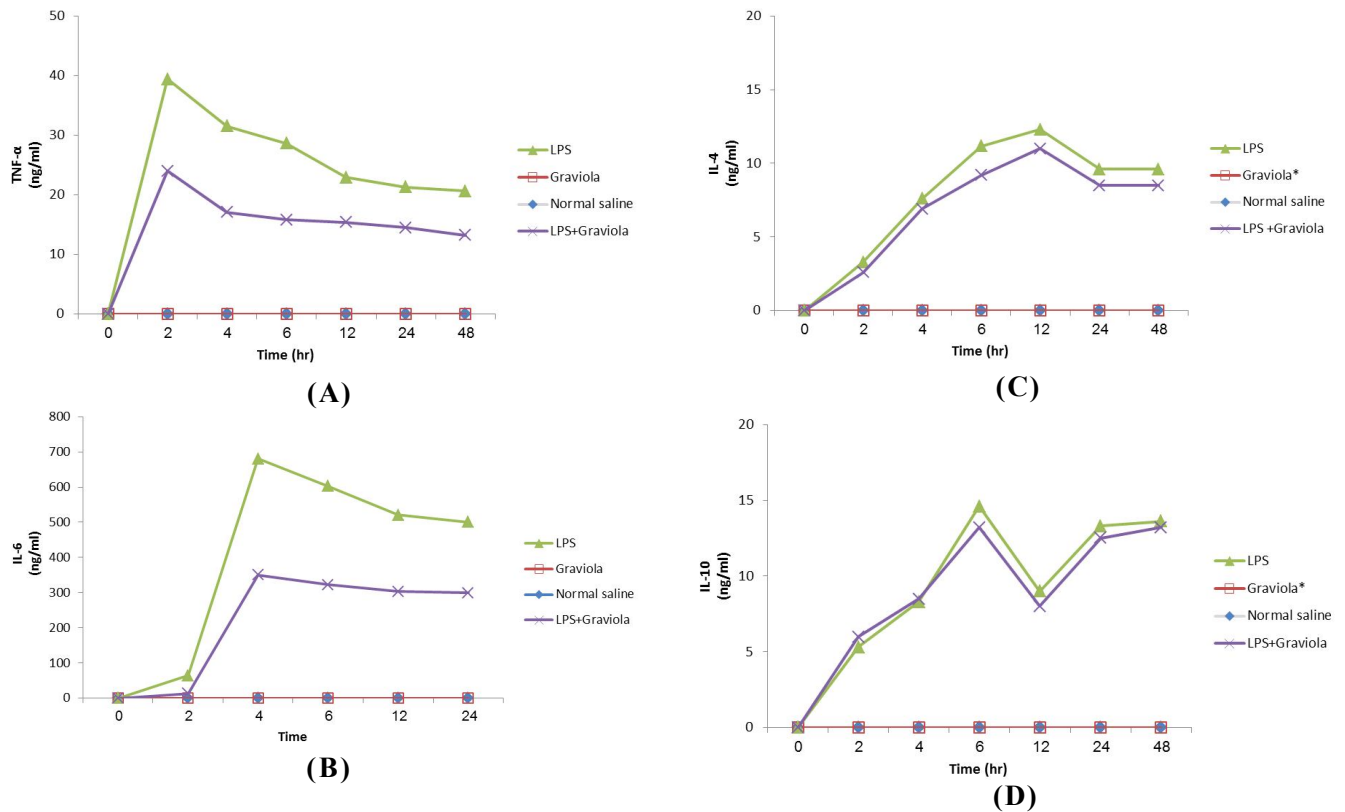 50
40
30
20
10
0
TNF-α
(ng/ml)
0 2 4 6 12 24 48
Time (hr)
LPS
Graviola
Normal saline
LPS+Graviola
(A)
800
700
600
500
400
300
200
100
0
IL-6
(ng/ml)
0 2 4 6 12 24
Time
LPS
Graviola
Normal saline
LPS+Graviola
(B)
20
15
10
5
0
IL-4
(ng/ml)
0 2 4 6 12 24 48
Time (hr)
LPS
Graviola*
Normal saline
LPS +Graviola
(C)
20
15
10
5
0
IL-10
(ng/ml)
0 2 4 6 12 24 48
Time (hr)
LPS
Graviola*
Normal saline
LPS+Graviola
(D)